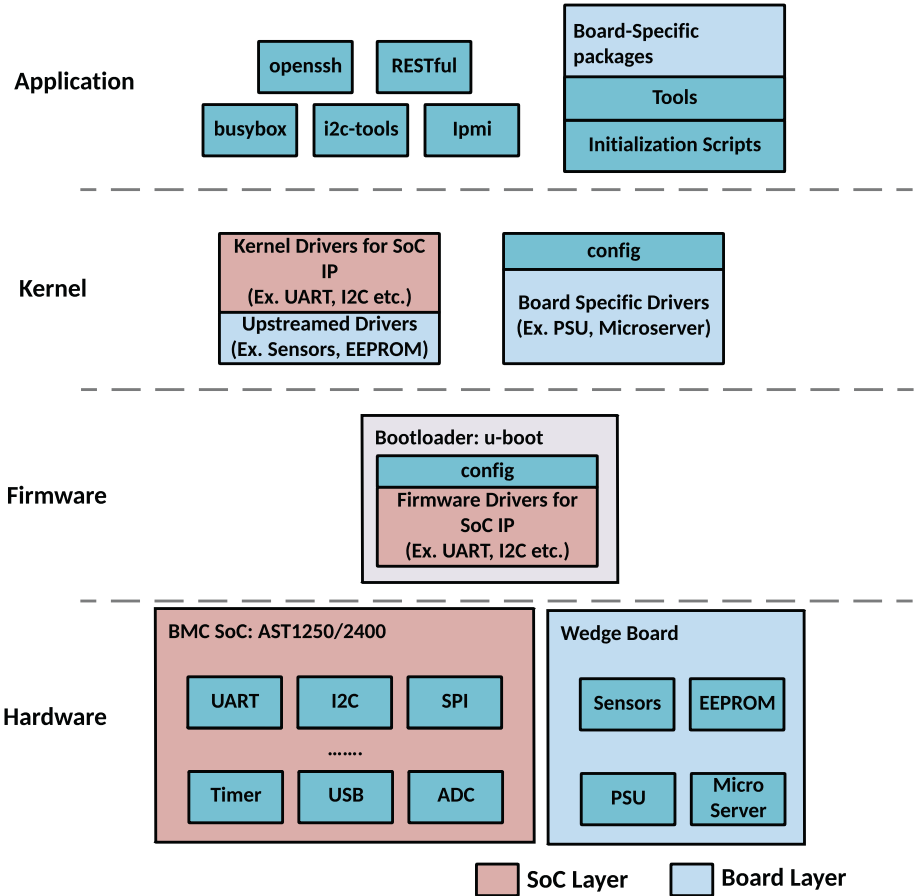 Application
openssh
RESTful
busybox
i2c-tools
Ipmi
Board-Specific
packages
Tools
Initialization Scripts
Kernel
Kernel Drivers for SoC
IP
(Ex. UART, I2C etc.)
Upstreamed Drivers
(Ex. Sensors, EEPROM)
config
Board Specific Drivers
(Ex. PSU, Microserver)
Firmware
Bootloader: u-boot
config
Firmware Drivers for
SoC IP
(Ex. UART, I2C etc.)
Hardware
BMC SoC: AST1250/2400
UART
I2C
SPI
.......
Timer
USB
ADC
Wedge Board
Sensors
EEPROM
PSU
Micro
Server
SoC Layer
Board Layer